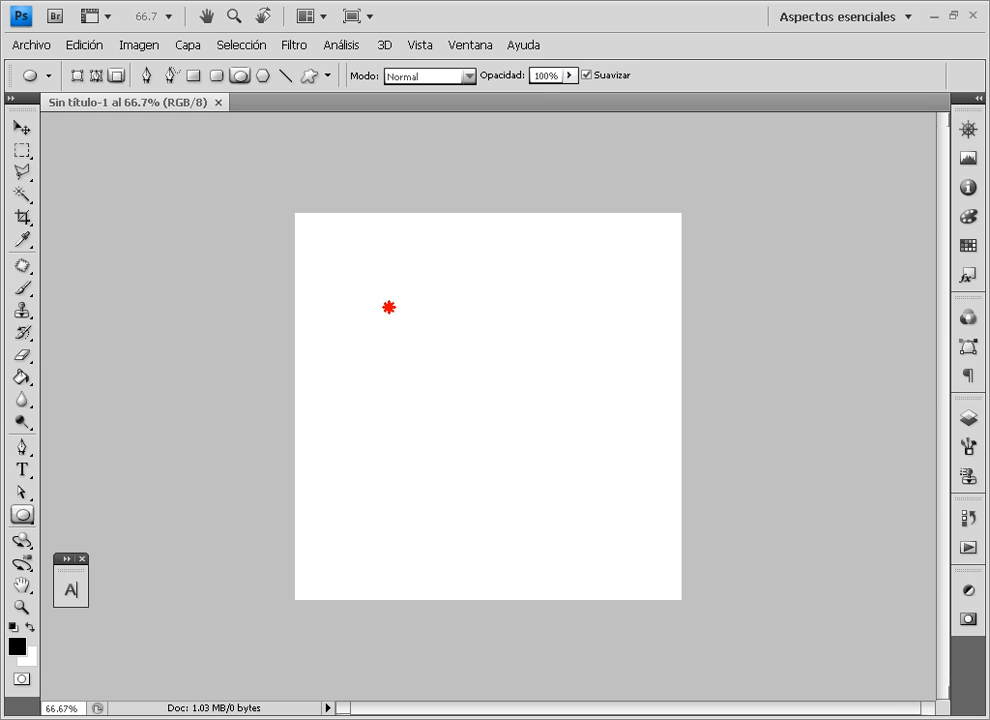 Ps Br 66.7 Aspectos esenciales
Archivo Edición Imagen Capa Selección Filtro Análisis 3D Vista Ventana Ayuda
Modo: Normal Opacidad: 100% Suavizar
Sin título-1 al 66.7% (RGB/8)
T
A
66.67% Doc: 1.03 MB/0 bytes